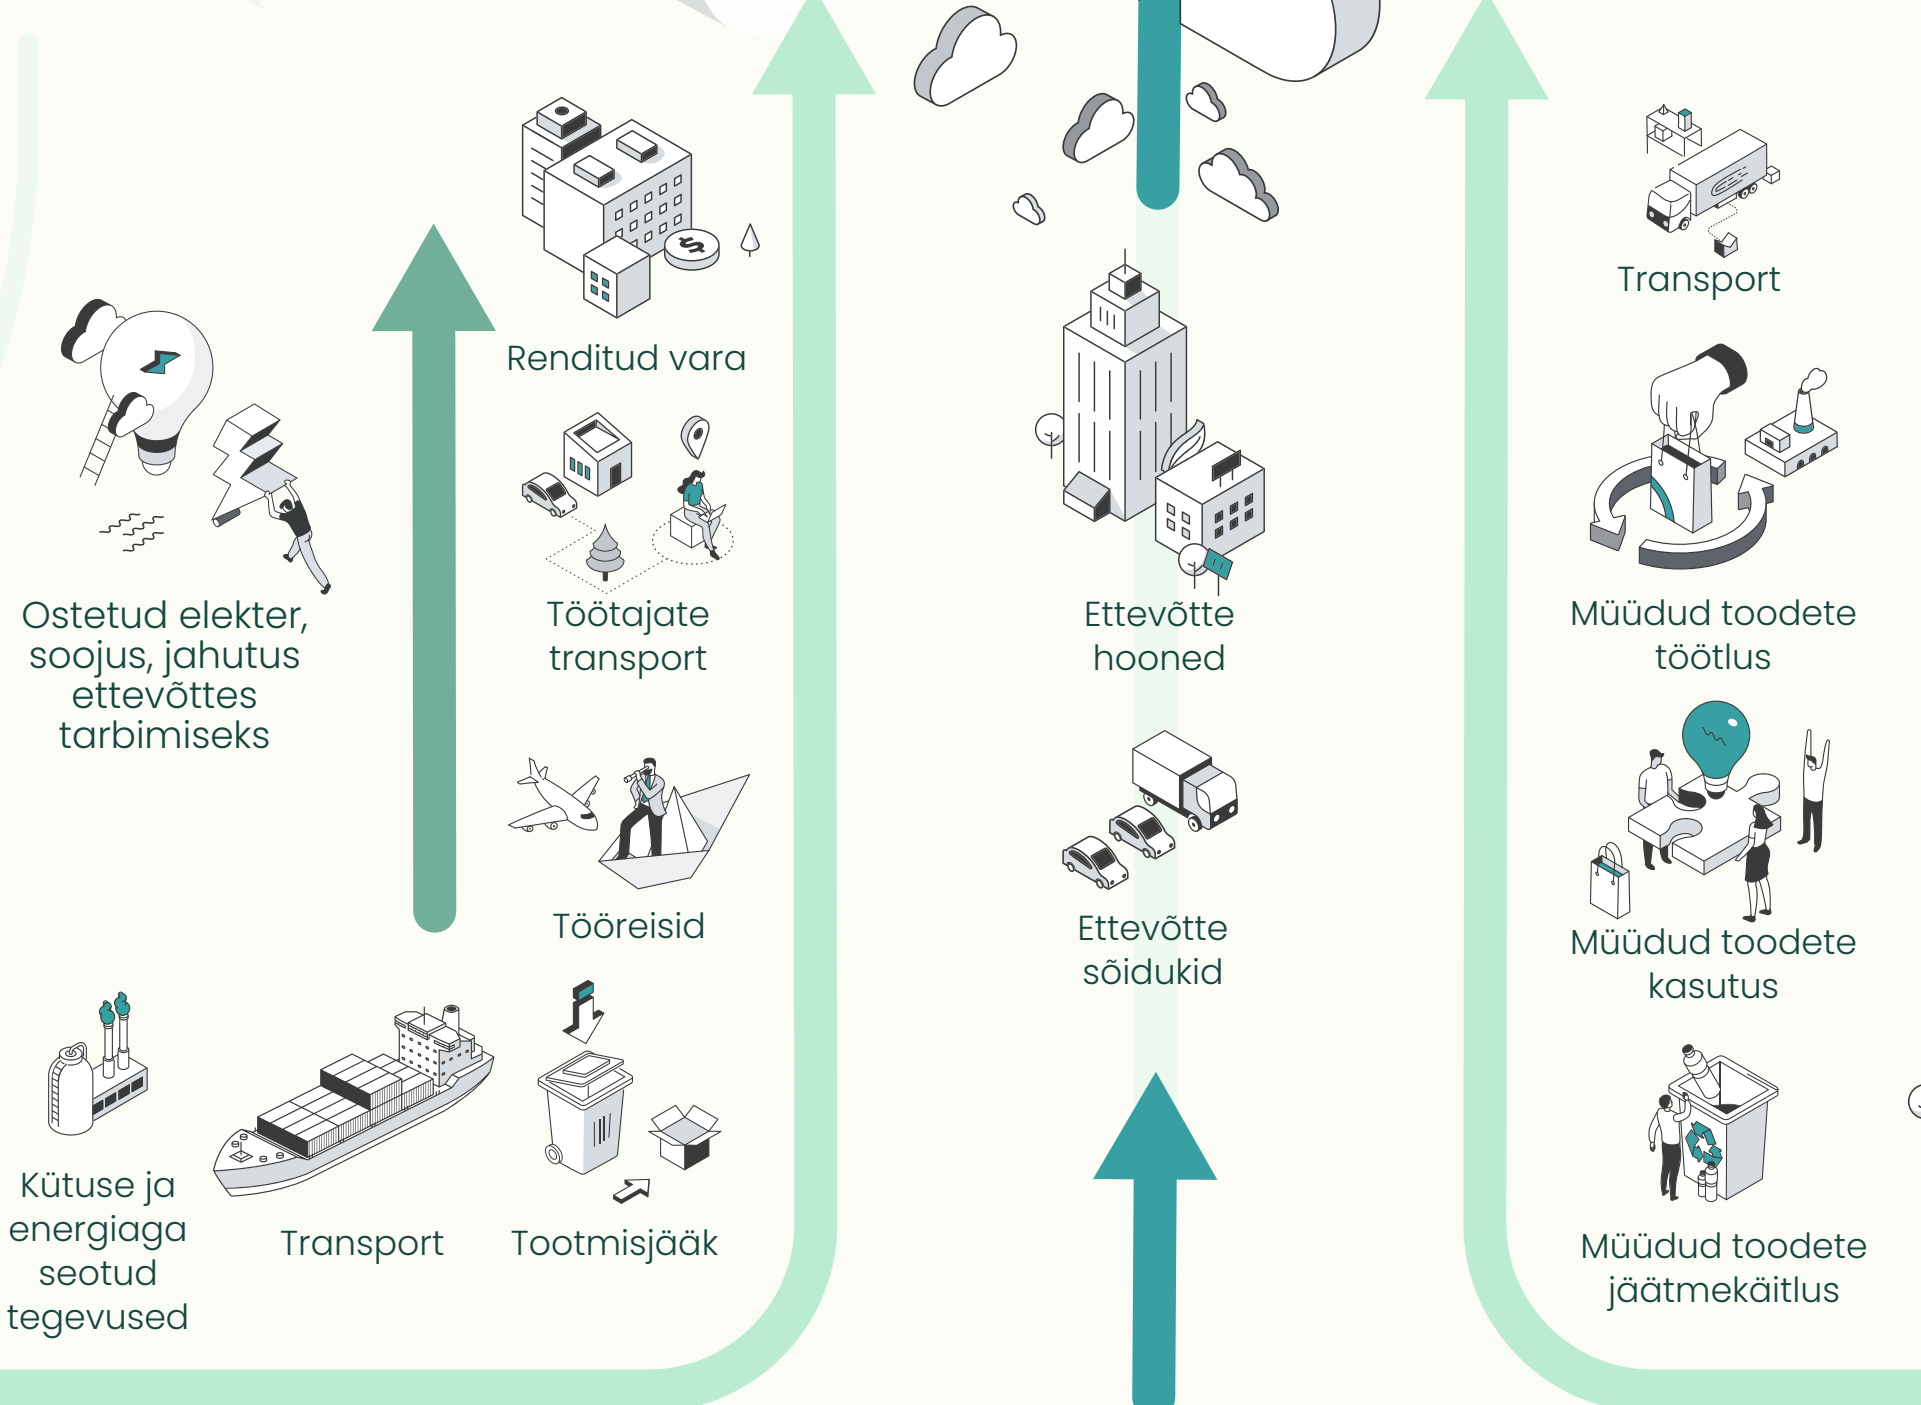 Ostetud elekter,
soojus, jahutus
ettevõttes
tarbimiseks
Renditud vara
Töötajate
transport
Tööreisid
Kütuse ja
energiaga
seotud
tegevused
Transport
Tootmisjääk
Ettevõtte
hooned
Ettevõtte
sõidukid
Transport
Müüdud toodete
töötlus
Müüdud toodete
kasutus
Müüdud toodete
jäätmekäitlus